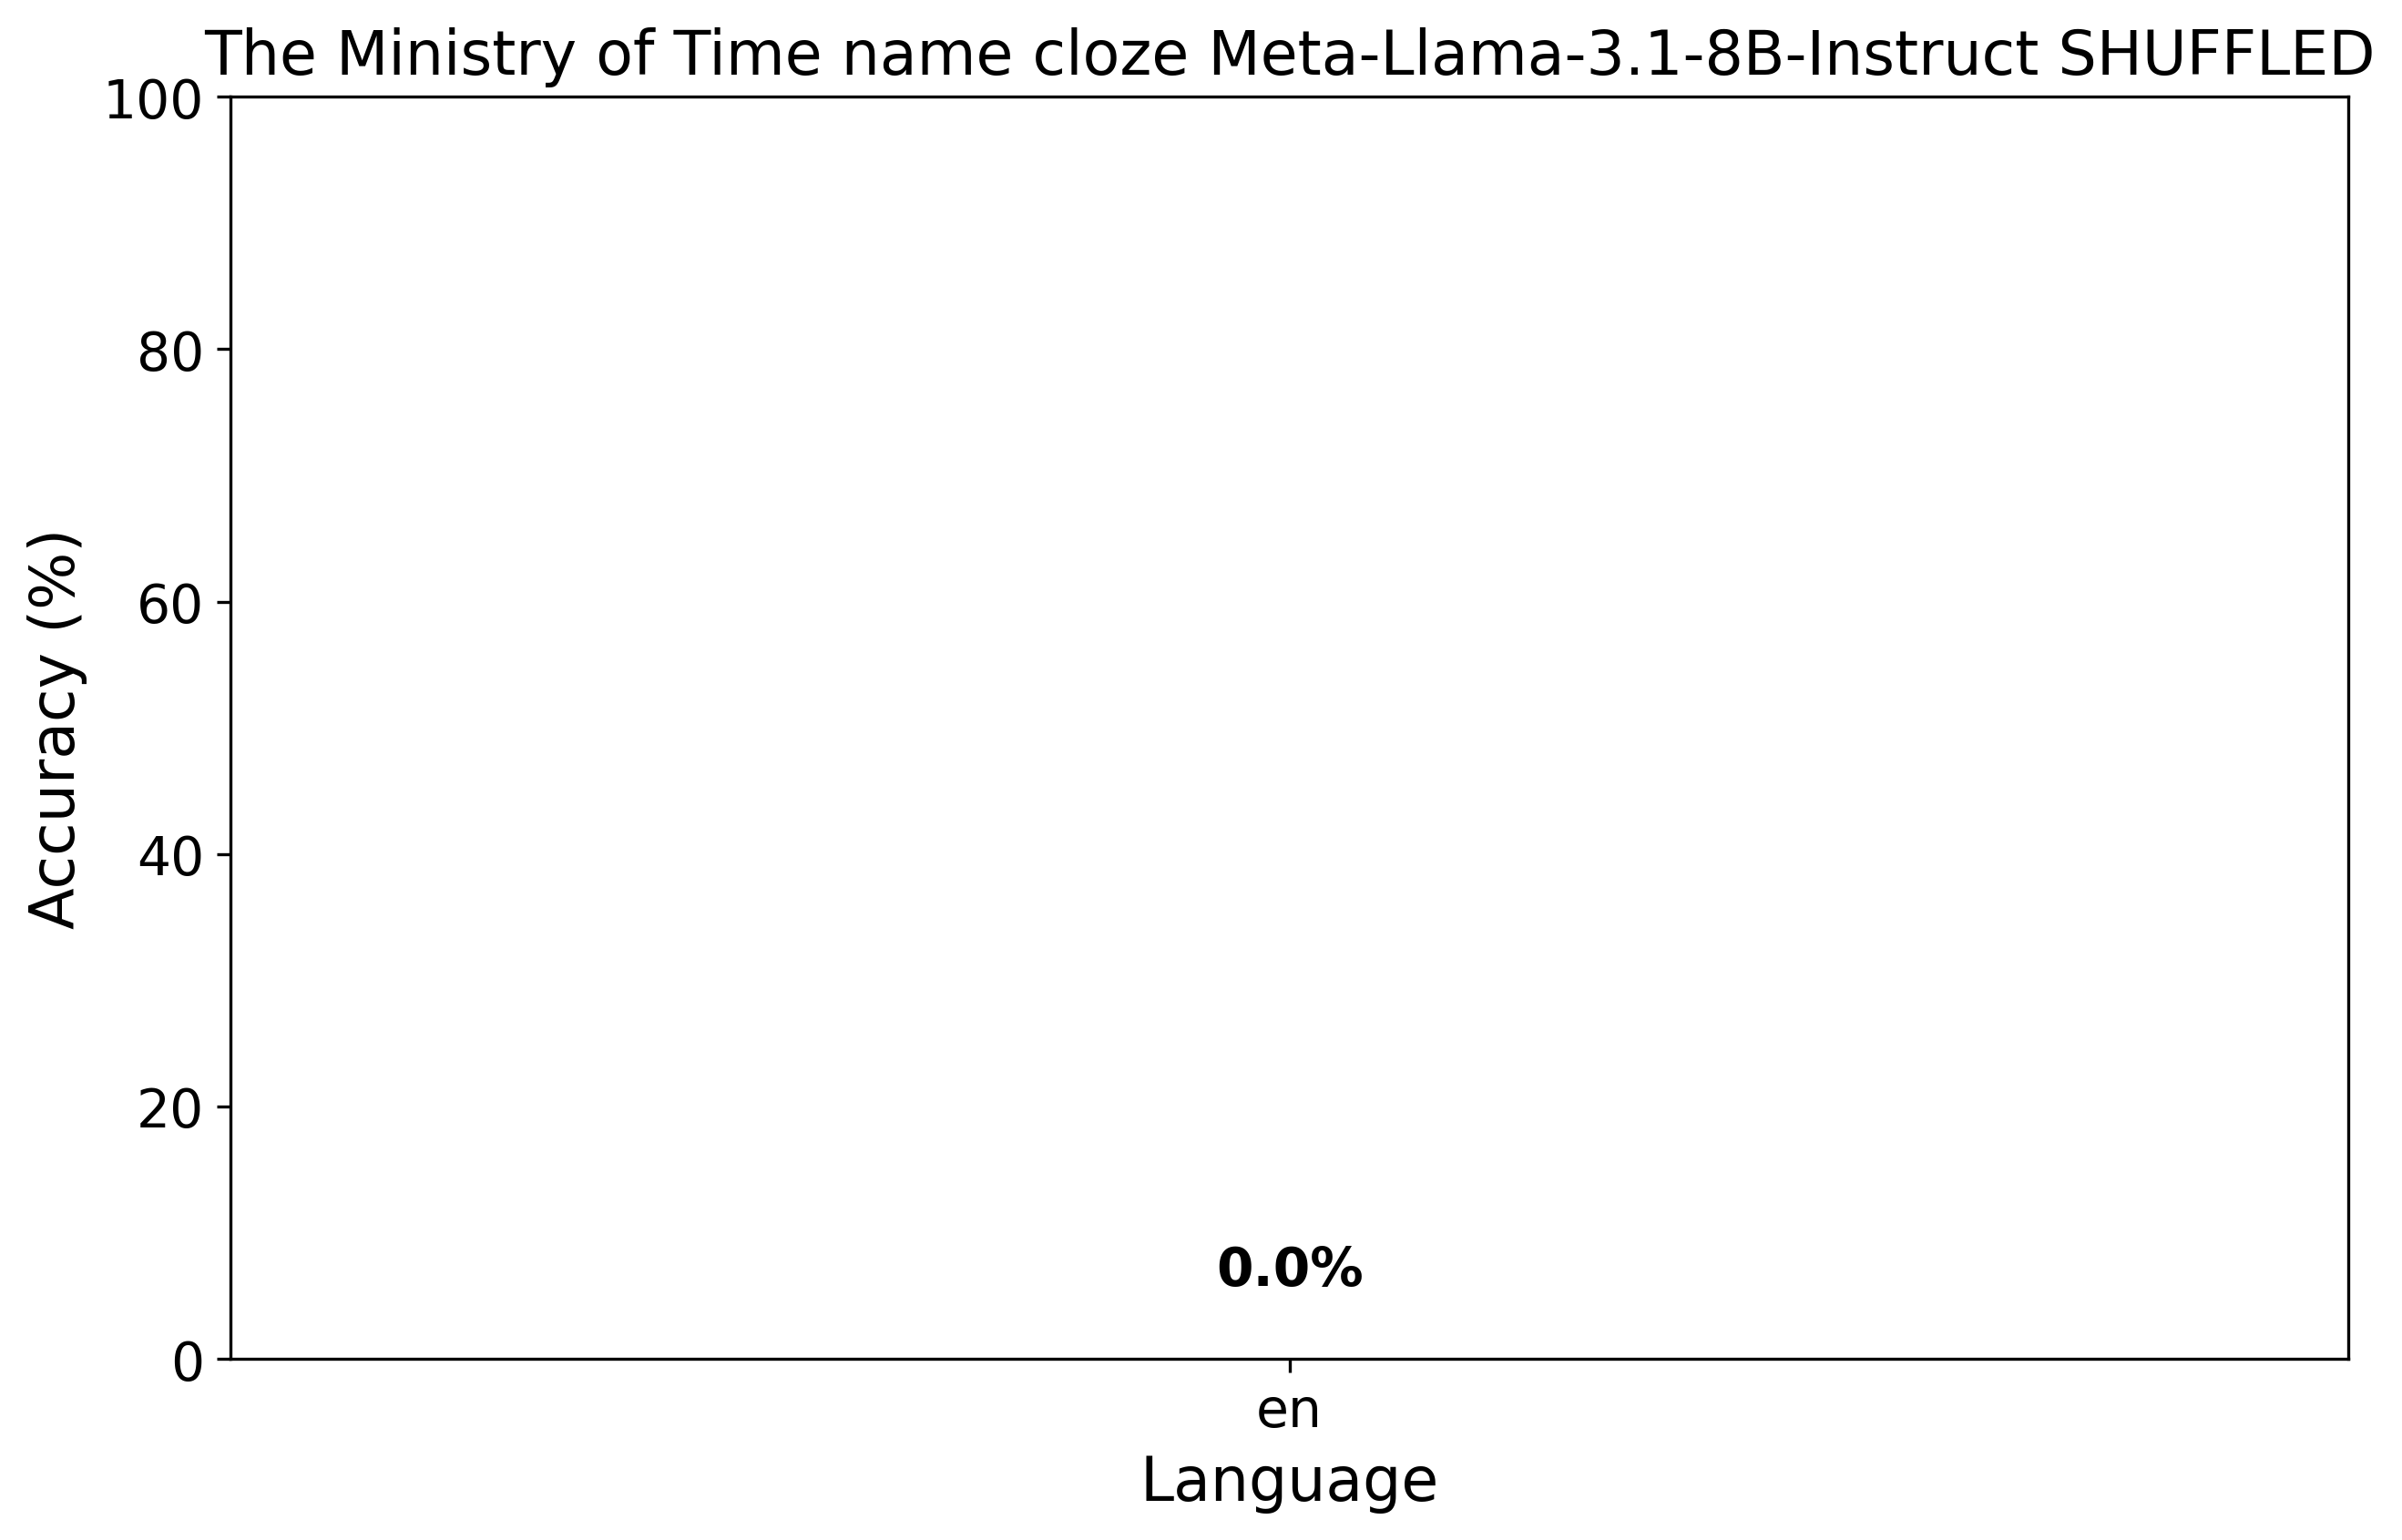 The Ministry of Time name cloze Meta-Llama-3.1-8B-Instruct SHUFFLED
100
80
60
40
20
0
Accuracy (%)
0.0%
en
Language